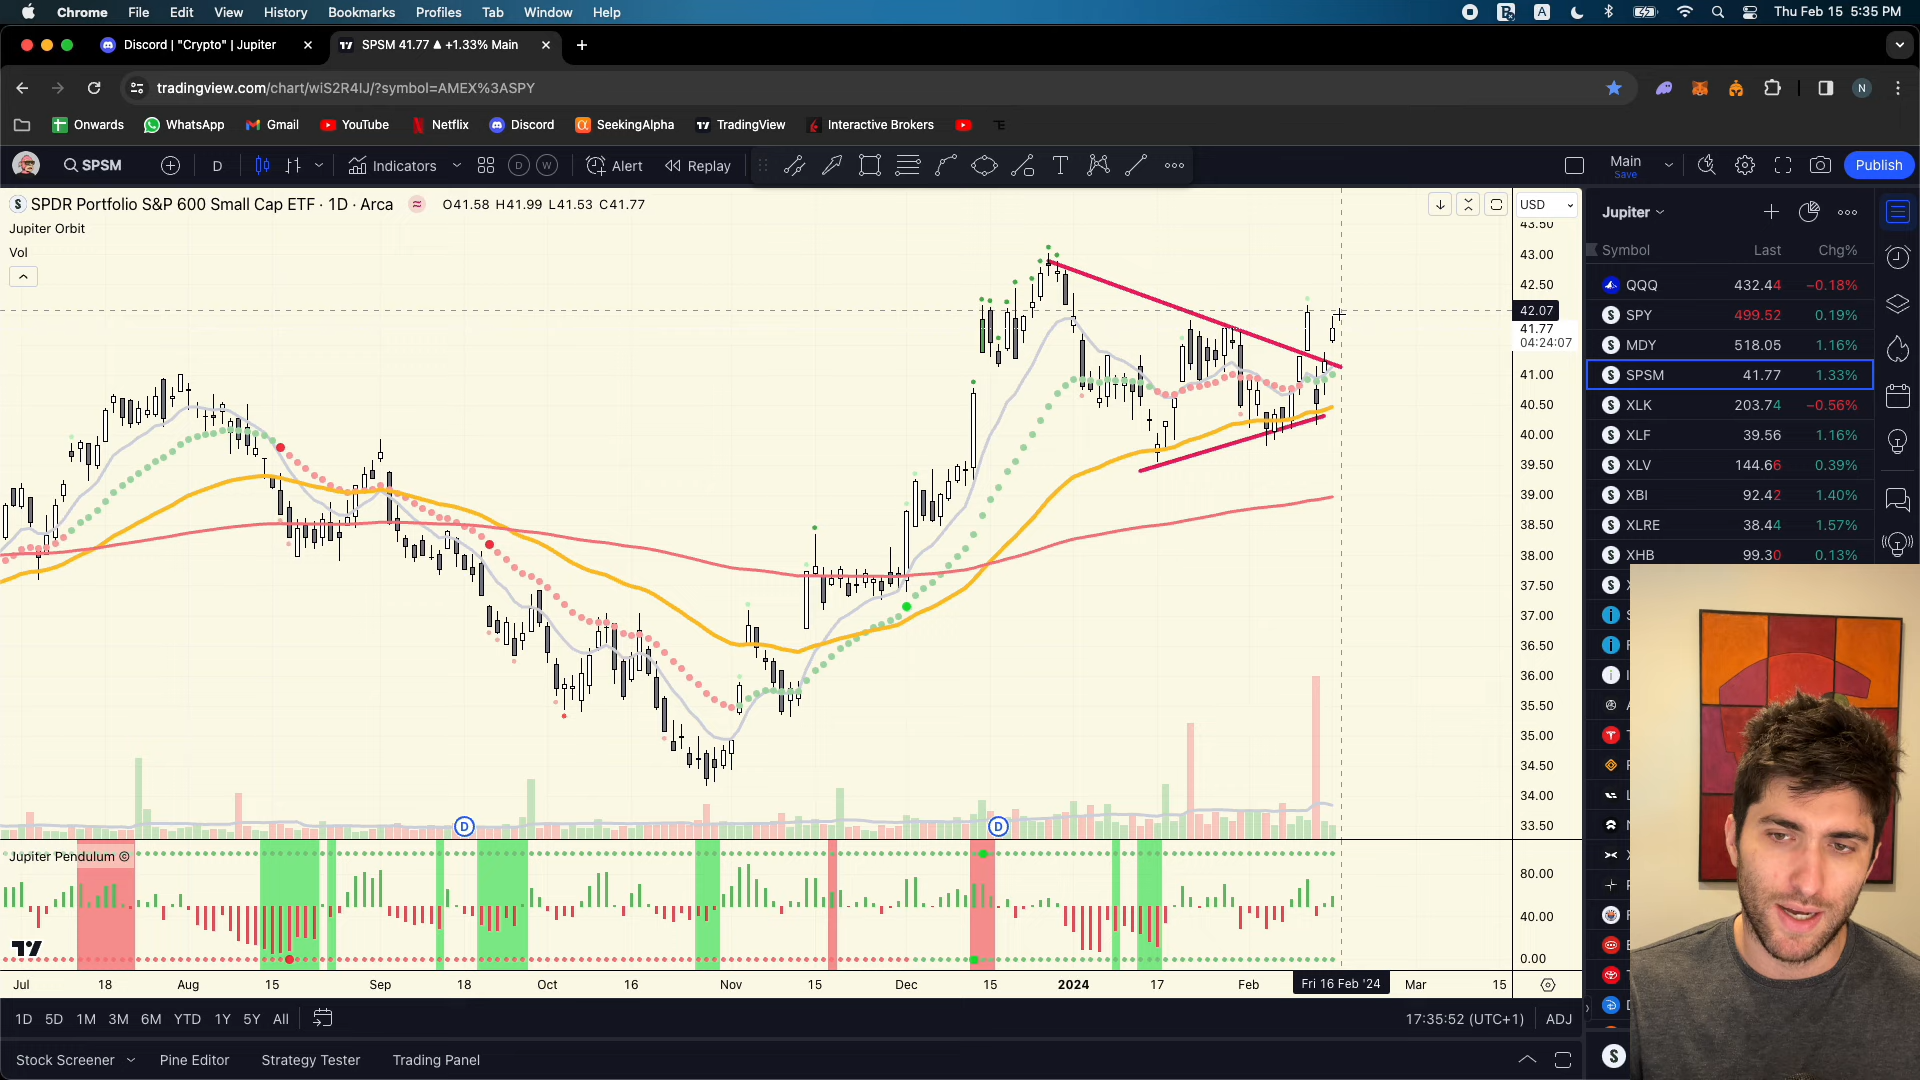 Chrome File Edit View History Bookmarks Profiles Tab Window Help
A Thu Feb 15 5:35 PM
Discord | "Crypto" | Jupiter
SPSM 41.77 ▲ +1.33% Main
tradingview.com/chart/wiS2R4IJ/?symbol=AMEX%3ASPY
N
Onwards WhatsApp Gmail YouTube Netflix Discord SeekingAlpha TradingView Interactive Brokers
SPSM D Indicators D W Alert Replay
T
Main
Save
Publish
SPDR Portfolio S&P 600 Small Cap ETF · 1D · Arca
O41.58 H41.99 L41.53 C41.77
USD
Jupiter Orbit
Vol
43.50
43.00
42.50
42.07
41.77
04:24:07
41.00
40.50
40.00
39.50
39.00
38.50
38.00
37.50
37.00
36.50
36.00
35.50
35.00
34.50
34.00
33.50
D
D
Jupiter Pendulum ©
80.00
40.00
0.00
Jul 18 Aug 15 Sep 18 Oct 16 Nov 15 Dec 15 2024 17 Feb Fri 16 Feb '24 Mar 15
1D 5D 1M 3M 6M YTD 1Y 5Y All
17:35:52 (UTC+1) ADJ
Stock Screener Pine Editor Strategy Tester Trading Panel
Jupiter
Symbol Last Chg%
QQQ 432.44 −0.18%
SPY 499.52 0.19%
MDY 518.05 1.16%
SPSM 41.77 1.33%
XLK 203.74 −0.56%
XLF 39.56 1.16%
XLV 144.66 0.39%
XBI 92.42 1.40%
XLRE 38.44 1.57%
XHB 99.30 0.13%